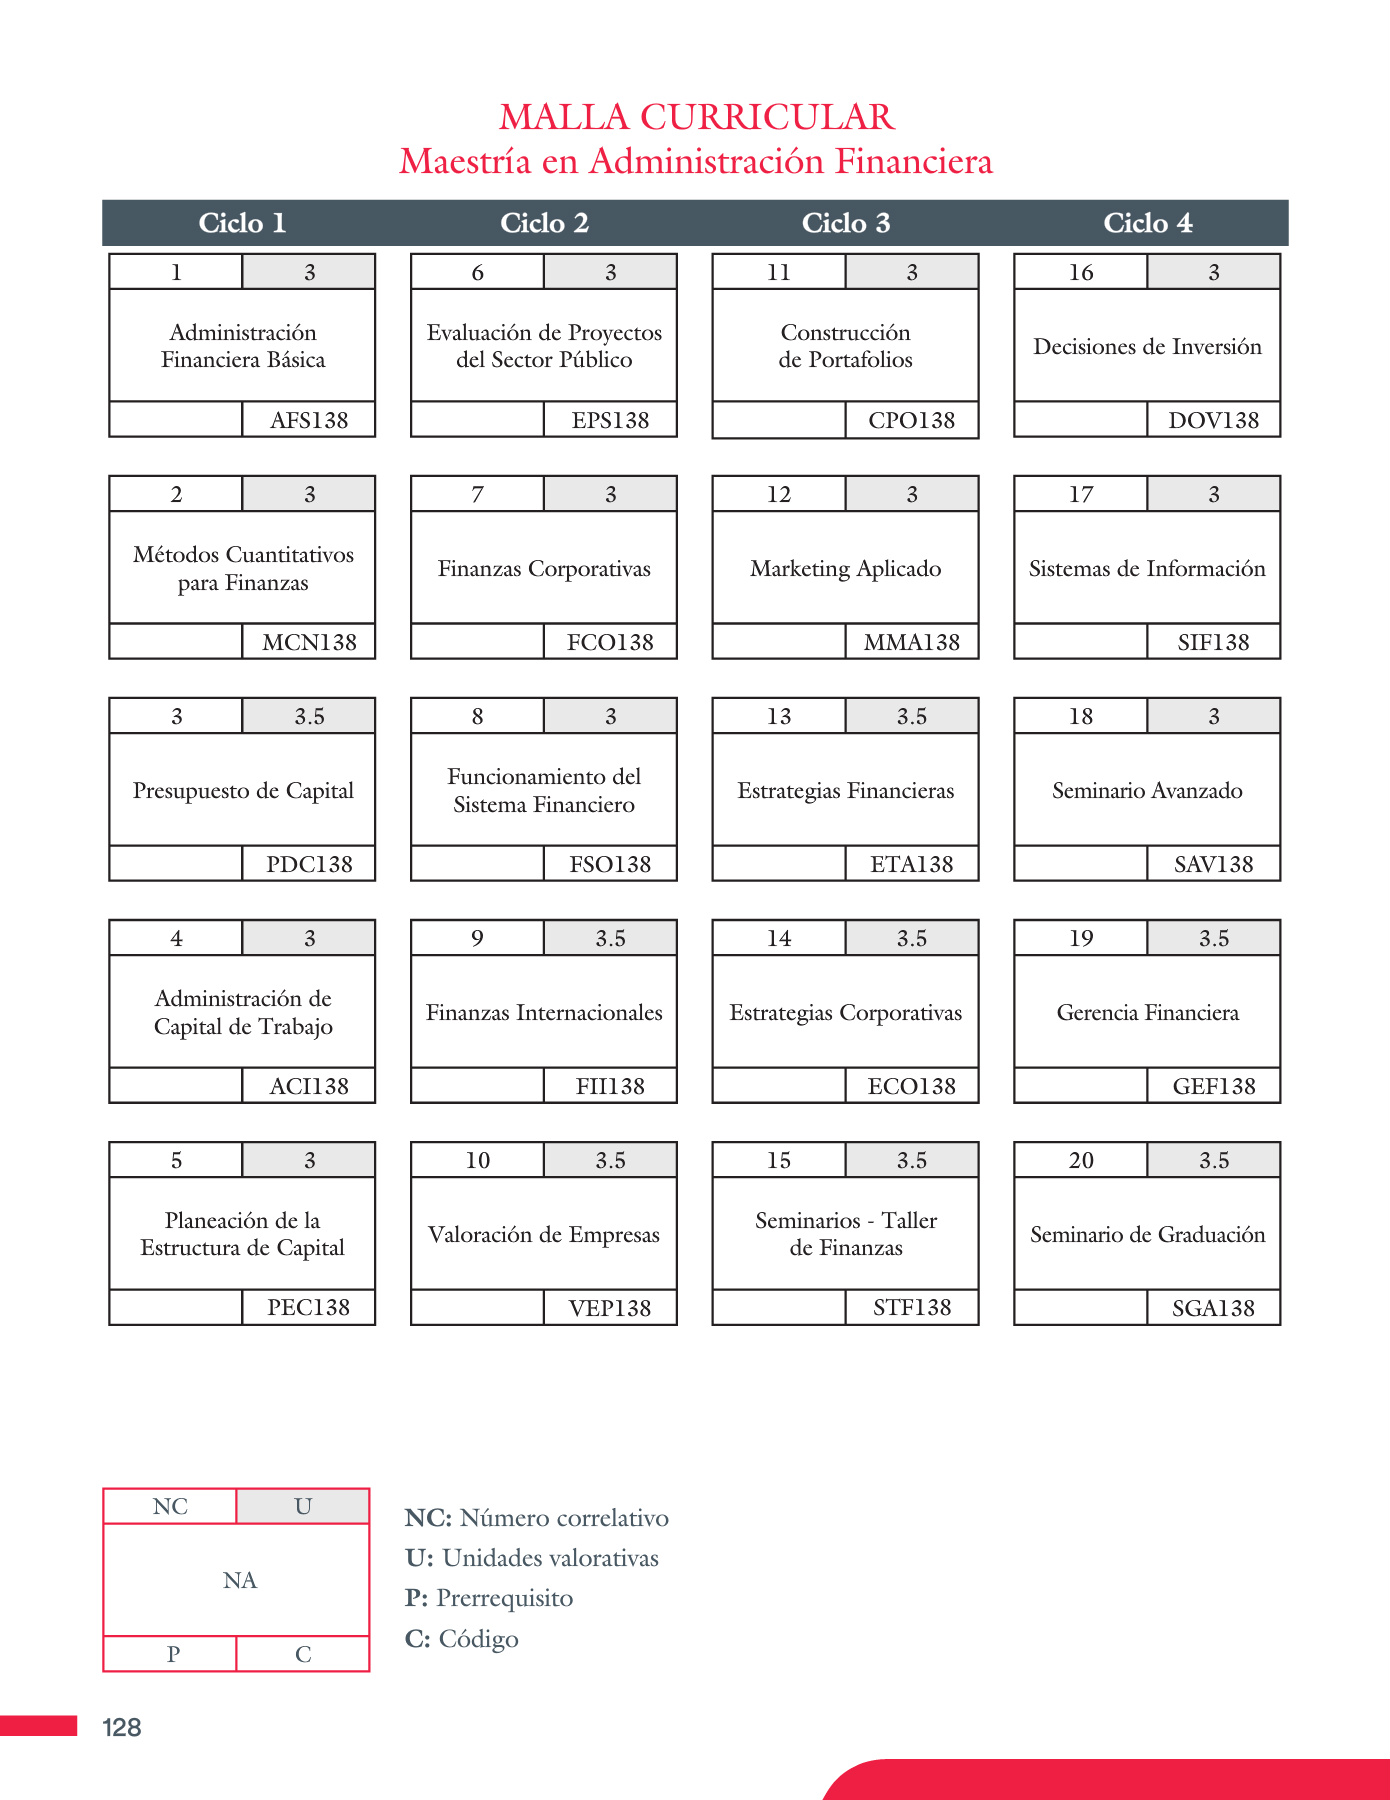 MALLA CURRICULAR
Maestría en Administración Financiera
Ciclo 1 Ciclo 2 Ciclo 3 Ciclo 4
1 3 6 3 11 3 16 3
Administración
Financiera Básica
Evaluación de Proyectos
del Sector Público
Construcción
de Portafolios
Decisiones de Inversión
AFS138 EPS138 CPO138 DOV138
2 3 7 3 12 3 17 3
Métodos Cuantitativos
para Finanzas
Finanzas Corporativas
Marketing Aplicado
Sistemas de Información
MCN138 FCO138 MMA138 SIF138
3 3.5 8 3 13 3.5 18 3
Presupuesto de Capital
Funcionamiento del
Sistema Financiero
Estrategias Financieras
Seminario Avanzado
PDC138 FSO138 ETA138 SAV138
4 3 9 3.5 14 3.5 19 3.5
Administración de
Capital de Trabajo
Finanzas Internacionales
Estrategias Corporativas
Gerencia Financiera
ACI138 FII138 ECO138 GEF138
5 3 10 3.5 15 3.5 20 3.5
Planeación de la
Estructura de Capital
Valoración de Empresas
Seminarios - Taller
de Finanzas
Seminario de Graduación
PEC138 VEP138 STF138 SGA138
NC U
NA
P C
NC: Número correlativo
U: Unidades valorativas
P: Prerrequisito
C: Código
128